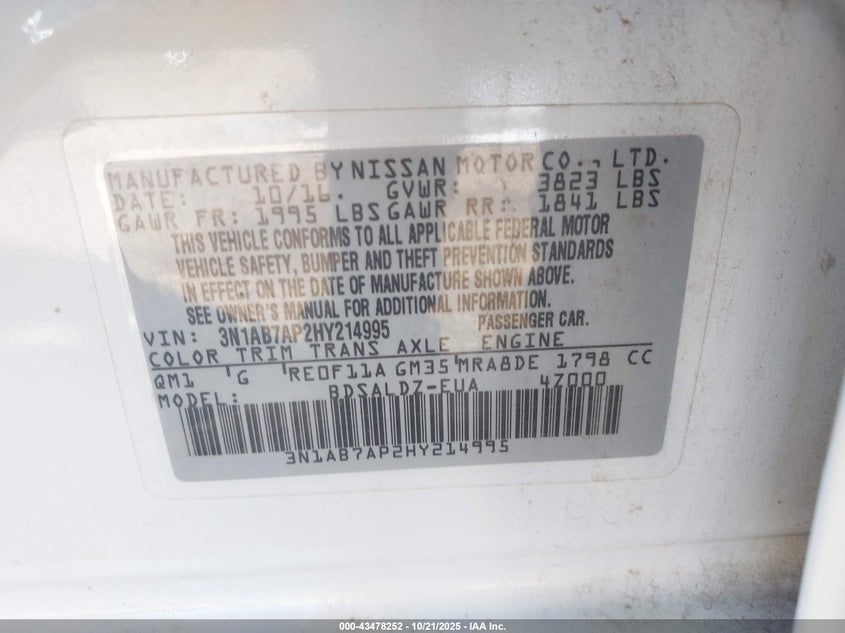 MANUFACTURED BY NISSAN MOTOR CO., LTD.
DATE: 10/16. GVWR: 3823 LBS
GAWR FR: 1995 LBS GAWR RR: 1841 LBS
THIS VEHICLE CONFORMS TO ALL APPLICABLE FEDERAL MOTOR
VEHICLE SAFETY, BUMPER AND THEFT PREVENTION STANDARDS
IN EFFECT ON THE DATE OF MANUFACTURE SHOWN ABOVE.
SEE OWNER'S MANUAL FOR ADDITIONAL INFORMATION.
VIN: 3N1AB7AP2HY214995 PASSENGER CAR.
COLOR TRIM TRANS AXLE ENGINE
QM1 G RE0F11A GM35 MRA8DE 1798 CC
MODEL: BDSALDZ-EUA 47000
3N1AB7AP2HY214995
000-43478252 | 10/21/2025 - IAA Inc.